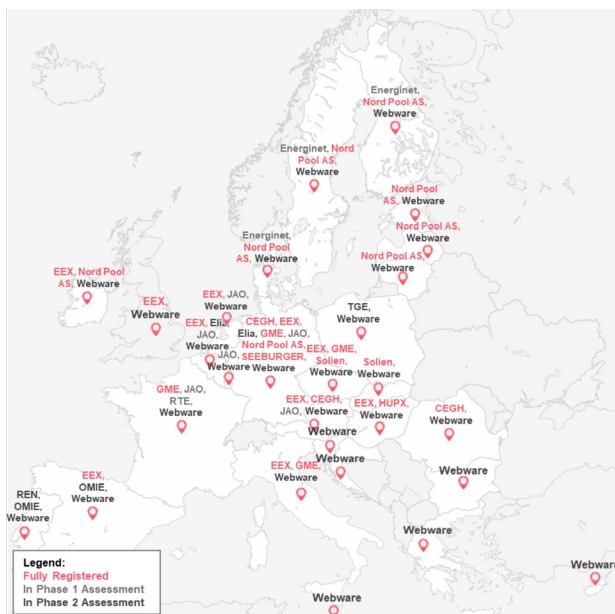 Energinet,
Nord Pool AS,
Webware
Energinet, Nord
Pool AS,
Webware
Nord Pool
AS, Webware
Nord Pool AS,
Webware
Nord Pool AS,
Webware
Energinet,
Nord Pool
AS, Webware
EEX, Nord Pool
AS, Webware
EEX,
Webware
EEX, JAO,
Webware
EEX, Elia,
JAO,
Webware
JAO,
Webware
CEGH, EEX,
Elia, GME, JAO,
Nord Pool AS,
SEEBURGER,
Webware
TGE,
Webware
EEX, GME,
Solien,
Webware
Solien,
Webware
GME, JAO,
RTE,
Webware
EEX, CEGH,
JAO, Webware
EEX, HUPX,
Webware
CEGH,
Webware
Webware
Webware
EEX, GME,
Webware
Webware
EEX,
OMIE,
Webware
REN,
OMIE,
Webware
Webware
Webware
Webware
Legend:
Fully Registered
In Phase 1 Assessment
In Phase 2 Assessment